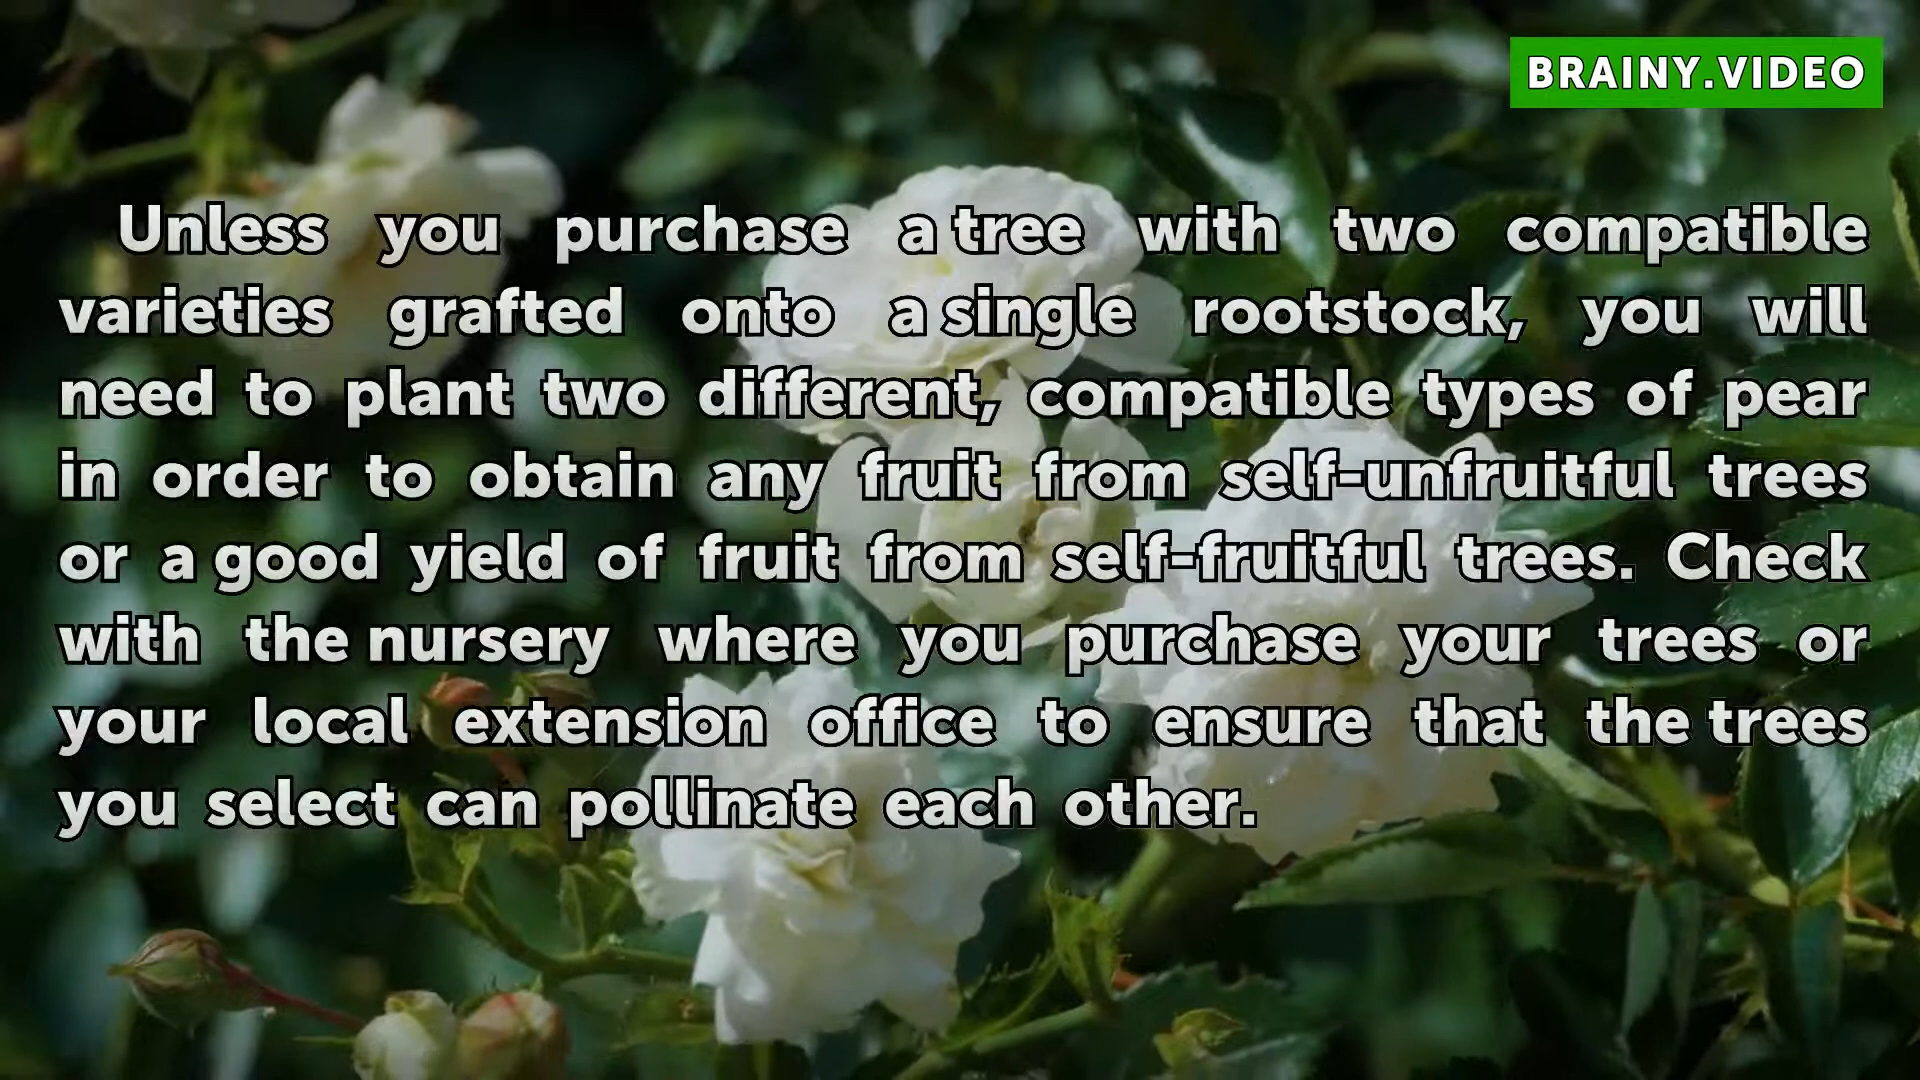 BRAINY.VIDEO
Unless you purchase a tree with two compatible
varieties grafted onto a single rootstock, you will
need to plant two different, compatible types of pear
in order to obtain any fruit from self-unfruitful trees
or a good yield of fruit from self-fruitful trees. Check
with the nursery where you purchase your trees or
your local extension office to ensure that the trees
you select can pollinate each other.